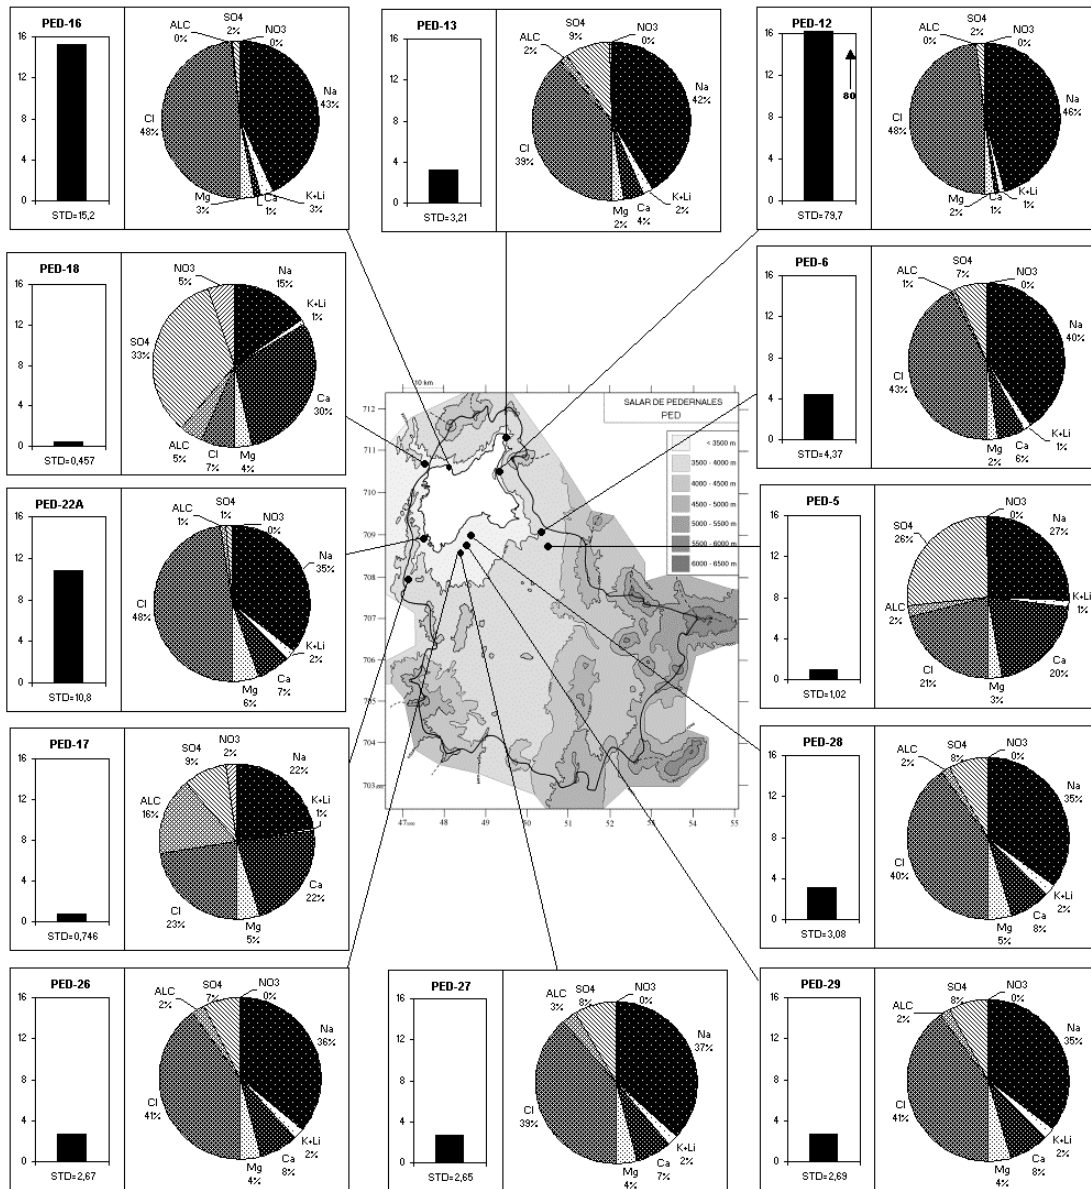 PED-16
16
12
8
4
0
STD=15,2
ALC
0%
SO4
2%
NO3
0%
Na
43%
Cl
48%
Mg
3%
Ca
1%
K+Li
3%
PED-13
16
12
8
4
0
STD=3,21
ALC
2%
SO4
9%
NO3
0%
Na
42%
Cl
39%
Mg
2%
Ca
4%
K+Li
2%
PED-12
16
12
8
4
0
80
STD=79,7
ALC
0%
SO4
2%
NO3
0%
Na
46%
Cl
48%
Mg
2%
Ca
1%
K+Li
1%
PED-18
16
12
8
4
0
STD=0,457
NO3
5%
Na
15%
K+Li
1%
SO4
33%
Ca
30%
ALC
5%
Cl
7%
Mg
4%
PED-6
16
12
8
4
0
STD=4,37
ALC
1%
SO4
7%
NO3
0%
Na
40%
Cl
43%
Mg
2%
Ca
6%
K+Li
1%
10 km
SALAR DE PEDERNALES
PED
< 3500 m
3500 - 4000 m
4000 - 4500 m
4500 - 5000 m
5000 - 5500 m
5500 - 6000 m
6000 - 6500 m
712
711
710
709
708
707
706
705
704
703
47
48
49
50
51
52
53
54
55
PED-22A
16
12
8
4
0
STD=10,8
ALC
1%
SO4
1%
NO3
0%
Na
35%
Cl
48%
Mg
6%
Ca
7%
K+Li
2%
PED-5
16
12
8
4
0
STD=1,02
NO3
0%
Na
27%
SO4
26%
K+Li
1%
ALC
2%
Cl
21%
Mg
3%
Ca
20%
PED-17
16
12
8
4
0
STD=0,746
SO4
9%
NO3
2%
Na
22%
ALC
16%
K+Li
1%
Cl
23%
Mg
5%
Ca
22%
PED-28
16
12
8
4
0
STD=3,08
ALC
2%
SO4
8%
NO3
0%
Na
35%
Cl
40%
Mg
5%
Ca
8%
K+Li
2%
PED-26
16
12
8
4
0
STD=2,67
ALC
2%
SO4
7%
NO3
0%
Na
36%
Cl
41%
Mg
4%
Ca
8%
K+Li
2%
PED-27
16
12
8
4
0
STD=2,65
ALC
3%
SO4
8%
NO3
0%
Na
37%
Cl
39%
Mg
4%
Ca
7%
K+Li
2%
PED-29
16
12
8
4
0
STD=2,69
ALC
2%
SO4
8%
NO3
0%
Na
35%
Cl
41%
Mg
4%
Ca
8%
K+Li
2%